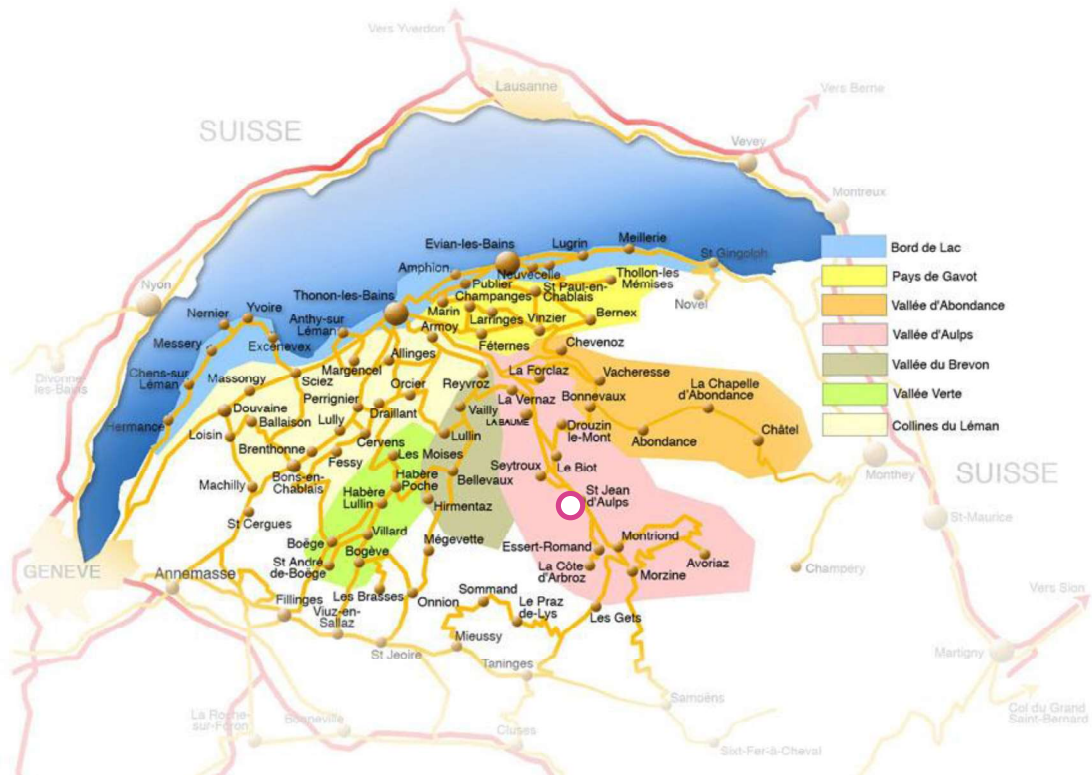 Vers Yverdon
Lausanne
Vers Berne
SUISSE
Vevey
Montreux
Nyon
Divonne-
les-Bains
Evian-les-Bains
Lugrin
Meillerie
St Gingolph
Amphion
Neuvecelle
Publier
St Paul-en-
Chablais
Thollon-les
Mémises
Novel
Thonon-les-Bains
Champanges
Marin
Larringes
Vinzier
Bernex
Féternes
Chevenoz
Armoy
Nernier
Yvoire
Anthy-sur
Léman
Messery
Excenevex
Chens-sur
Léman
Massongy
Sciez
Margencel
Allinges
Hermance
Douvaine
Ballaison
Loisin
Perrignier
Orcier
Draillant
Lully
Cervens
Brenthonne
Fessy
Bons-en-
Chablais
Machilly
St Cergues
Reyvroz
Vailly
Lullin
Les Moises
Habère
Poche
Habère
Lullin
Bellevaux
Hirmentaz
Villard
Boège
Bogève
St André
de-Boège
Mégevette
La Forclaz
La Vernaz
LA BAUME
Vacheresse
Bonnevaux
La Chapelle
d'Abondance
Abondance
Châtel
Drouzin
le-Mont
Le Biot
Seytroux
St Jean
d'Aulps
Essert-Romand
Montriond
La Côte
d'Arbroz
Morzine
Avoriaz
Les Gets
GENEVE
Annemasse
Fillinges
Les Brasses
Viuz-en-
Sallaz
Onnion
Sommand
Le Praz
de-Lys
St Jeoire
Mieussy
Taninges
Samoëns
La Roche-
sur-Foron
Bonneville
Cluses
Sixt-Fer-à-Cheval
Bord de Lac
Pays de Gavot
Vallée d'Abondance
Vallée d'Aulps
Vallée du Brevon
Vallée Verte
Collines du Léman
Monthey
SUISSE
St-Maurice
Champery
Vers Sion
Martigny
Col du Grand
Saint-Bernard